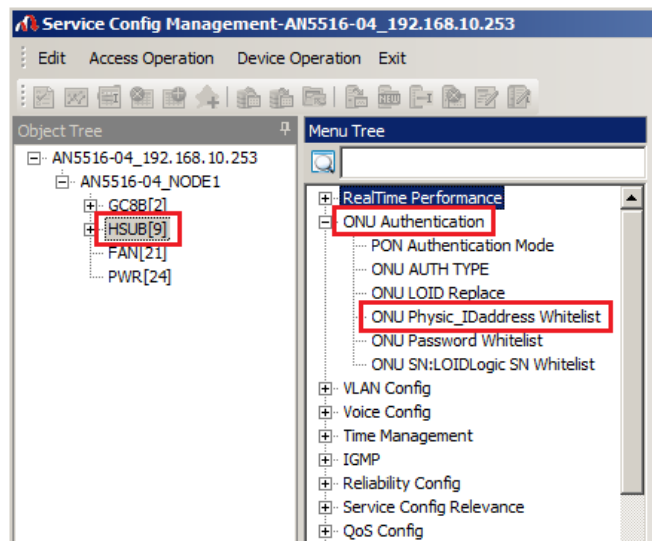 Service Config Management-AN5516-04_192.168.10.253
Edit Access Operation Device Operation Exit
Object Tree
AN5516-04_192.168.10.253
AN5516-04_NODE1
GC8B[2]
HSUB[9]
FAN[21]
PWR[24]
Menu Tree
RealTime Performance
ONU Authentication
PON Authentication Mode
ONU AUTH TYPE
ONU LOID Replace
ONU Physic_IDaddress Whitelist
ONU Password Whitelist
ONU SN:LOIDLogic SN Whitelist
VLAN Config
Voice Config
Time Management
IGMP
Reliability Config
Service Config Relevance
QoS Config